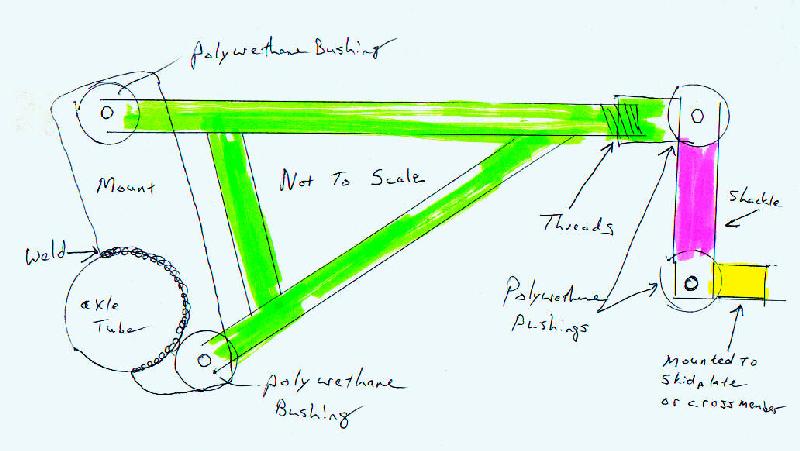 Polyurethane Bushing
Mount
Not To Scale
Weld
axle
Tube
Threads
Shackle
Polyurethane
Bushings
Polyurethane
Bushing
Mounted To
Skidplate
or crossmember